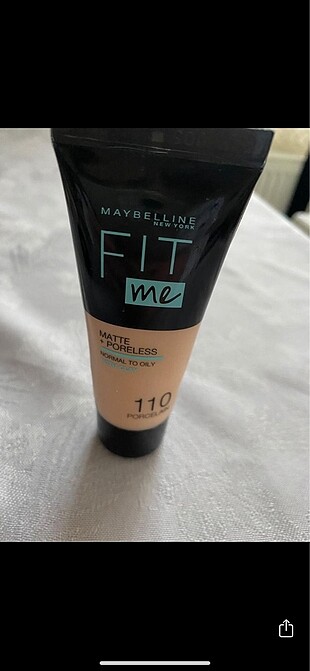 MAYBELLINE
NEW YORK
FIT
me
MATTE
+ PORELESS
NORMAL TO OILY
110
PORCELAIN